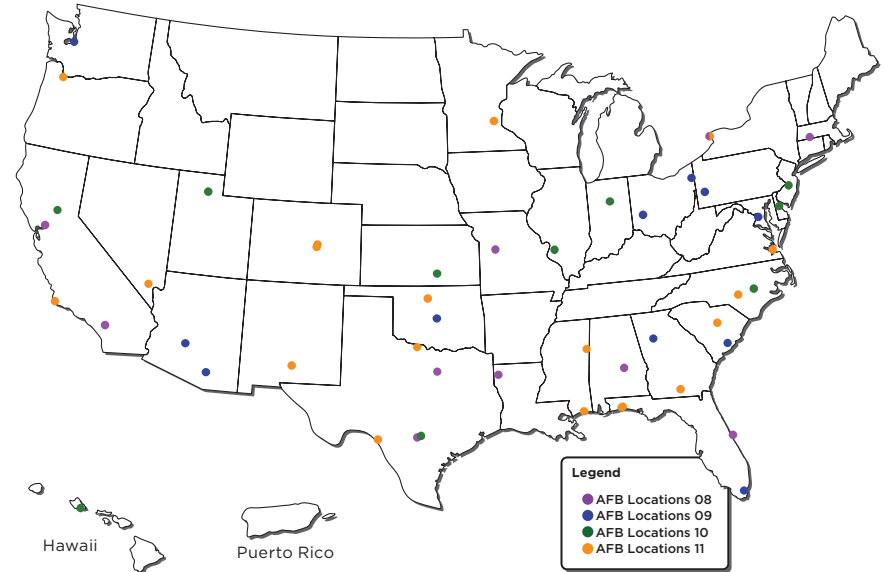 Legend
AFB Locations 08
AFB Locations 09
AFB Locations 10
AFB Locations 11
Hawaii
Puerto Rico